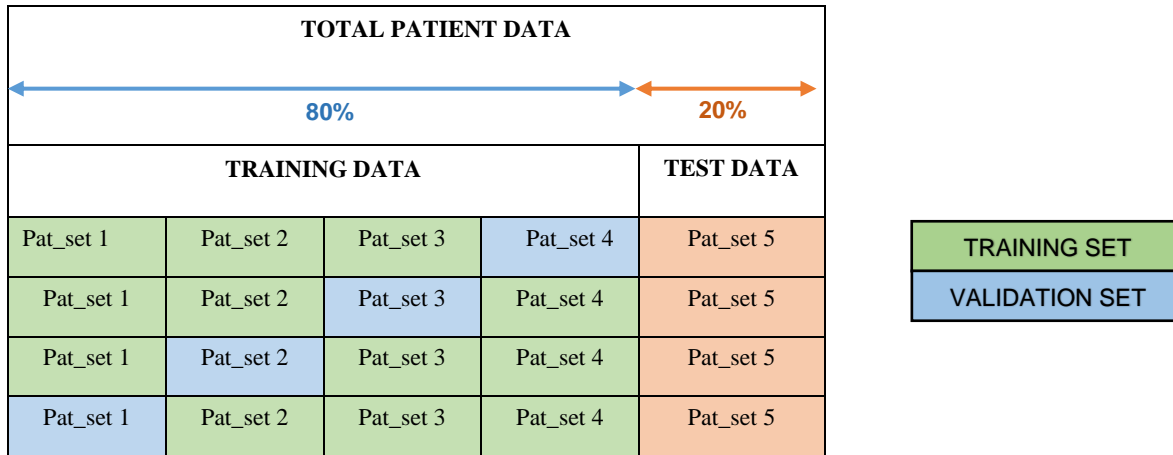 TOTAL PATIENT DATA
80% 20%
TRAINING DATA TEST DATA
Pat_set 1 Pat_set 2 Pat_set 3 Pat_set 4 Pat_set 5
Pat_set 1 Pat_set 2 Pat_set 3 Pat_set 4 Pat_set 5
Pat_set 1 Pat_set 2 Pat_set 3 Pat_set 4 Pat_set 5
Pat_set 1 Pat_set 2 Pat_set 3 Pat_set 4 Pat_set 5
TRAINING SET
VALIDATION SET